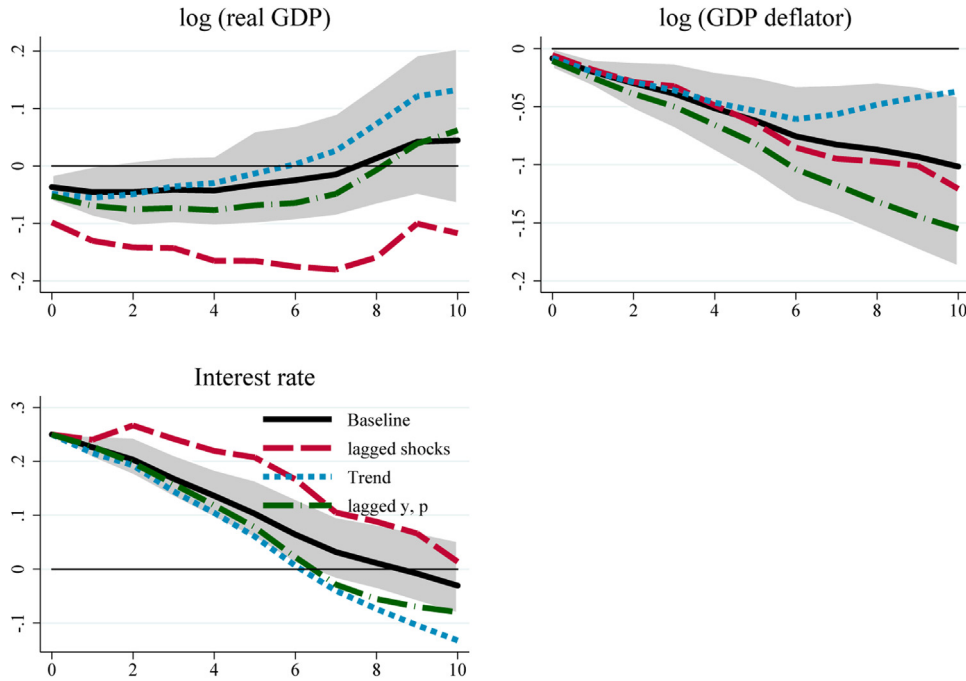 log (real GDP)
.2
.1
0
-.1
-.2
0 2 4 6 8 10
log (GDP deflator)
0
-.05
-.1
-.15
-.2
0 2 4 6 8 10
Interest rate
.3
.2
.1
0
-.1
0 2 4 6 8 10
Baseline
lagged shocks
Trend
lagged y, p